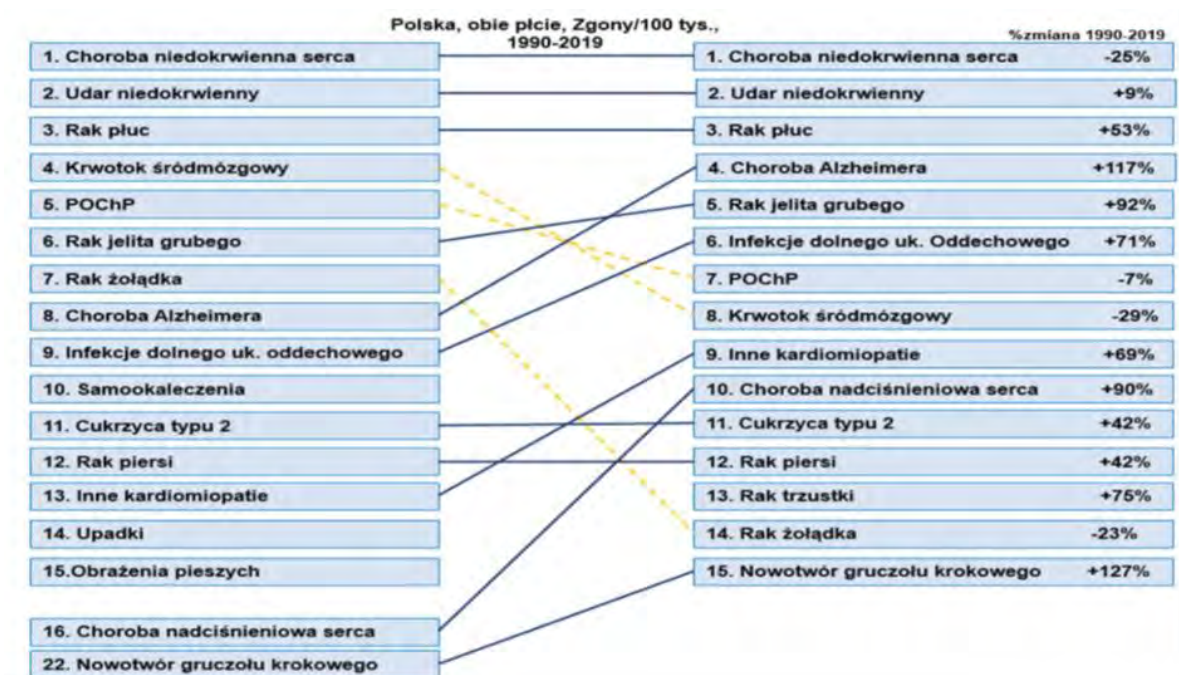 Polska, obie płcie, Zgony/100 tys.,
1990-2019
%zmiana 1990-2019
1. Choroba niedokrwienna serca
2. Udar niedokrwienny
3. Rak płuc
4. Krwotok śródmózgowy
5. POChP
6. Rak jelita grubego
7. Rak żołądka
8. Choroba Alzheimera
9. Infekcje dolnego uk. oddechowego
10. Samookaleczenia
11. Cukrzyca typu 2
12. Rak piersi
13. Inne kardiomiopatie
14. Upadki
15.Obrażenia pieszych
16. Choroba nadciśnieniowa serca
22. Nowotwór gruczołu krokowego
1. Choroba niedokrwienna serca -25%
2. Udar niedokrwienny +9%
3. Rak płuc +53%
4. Choroba Alzheimera +117%
5. Rak jelita grubego +92%
6. Infekcje dolnego uk. Oddechowego +71%
7. POChP -7%
8. Krwotok śródmózgowy -29%
9. Inne kardiomiopatie +69%
10. Choroba nadciśnieniowa serca +90%
11. Cukrzyca typu 2 +42%
12. Rak piersi +42%
13. Rak trzustki +75%
14. Rak żołądka -23%
15. Nowotwór gruczołu krokowego +127%